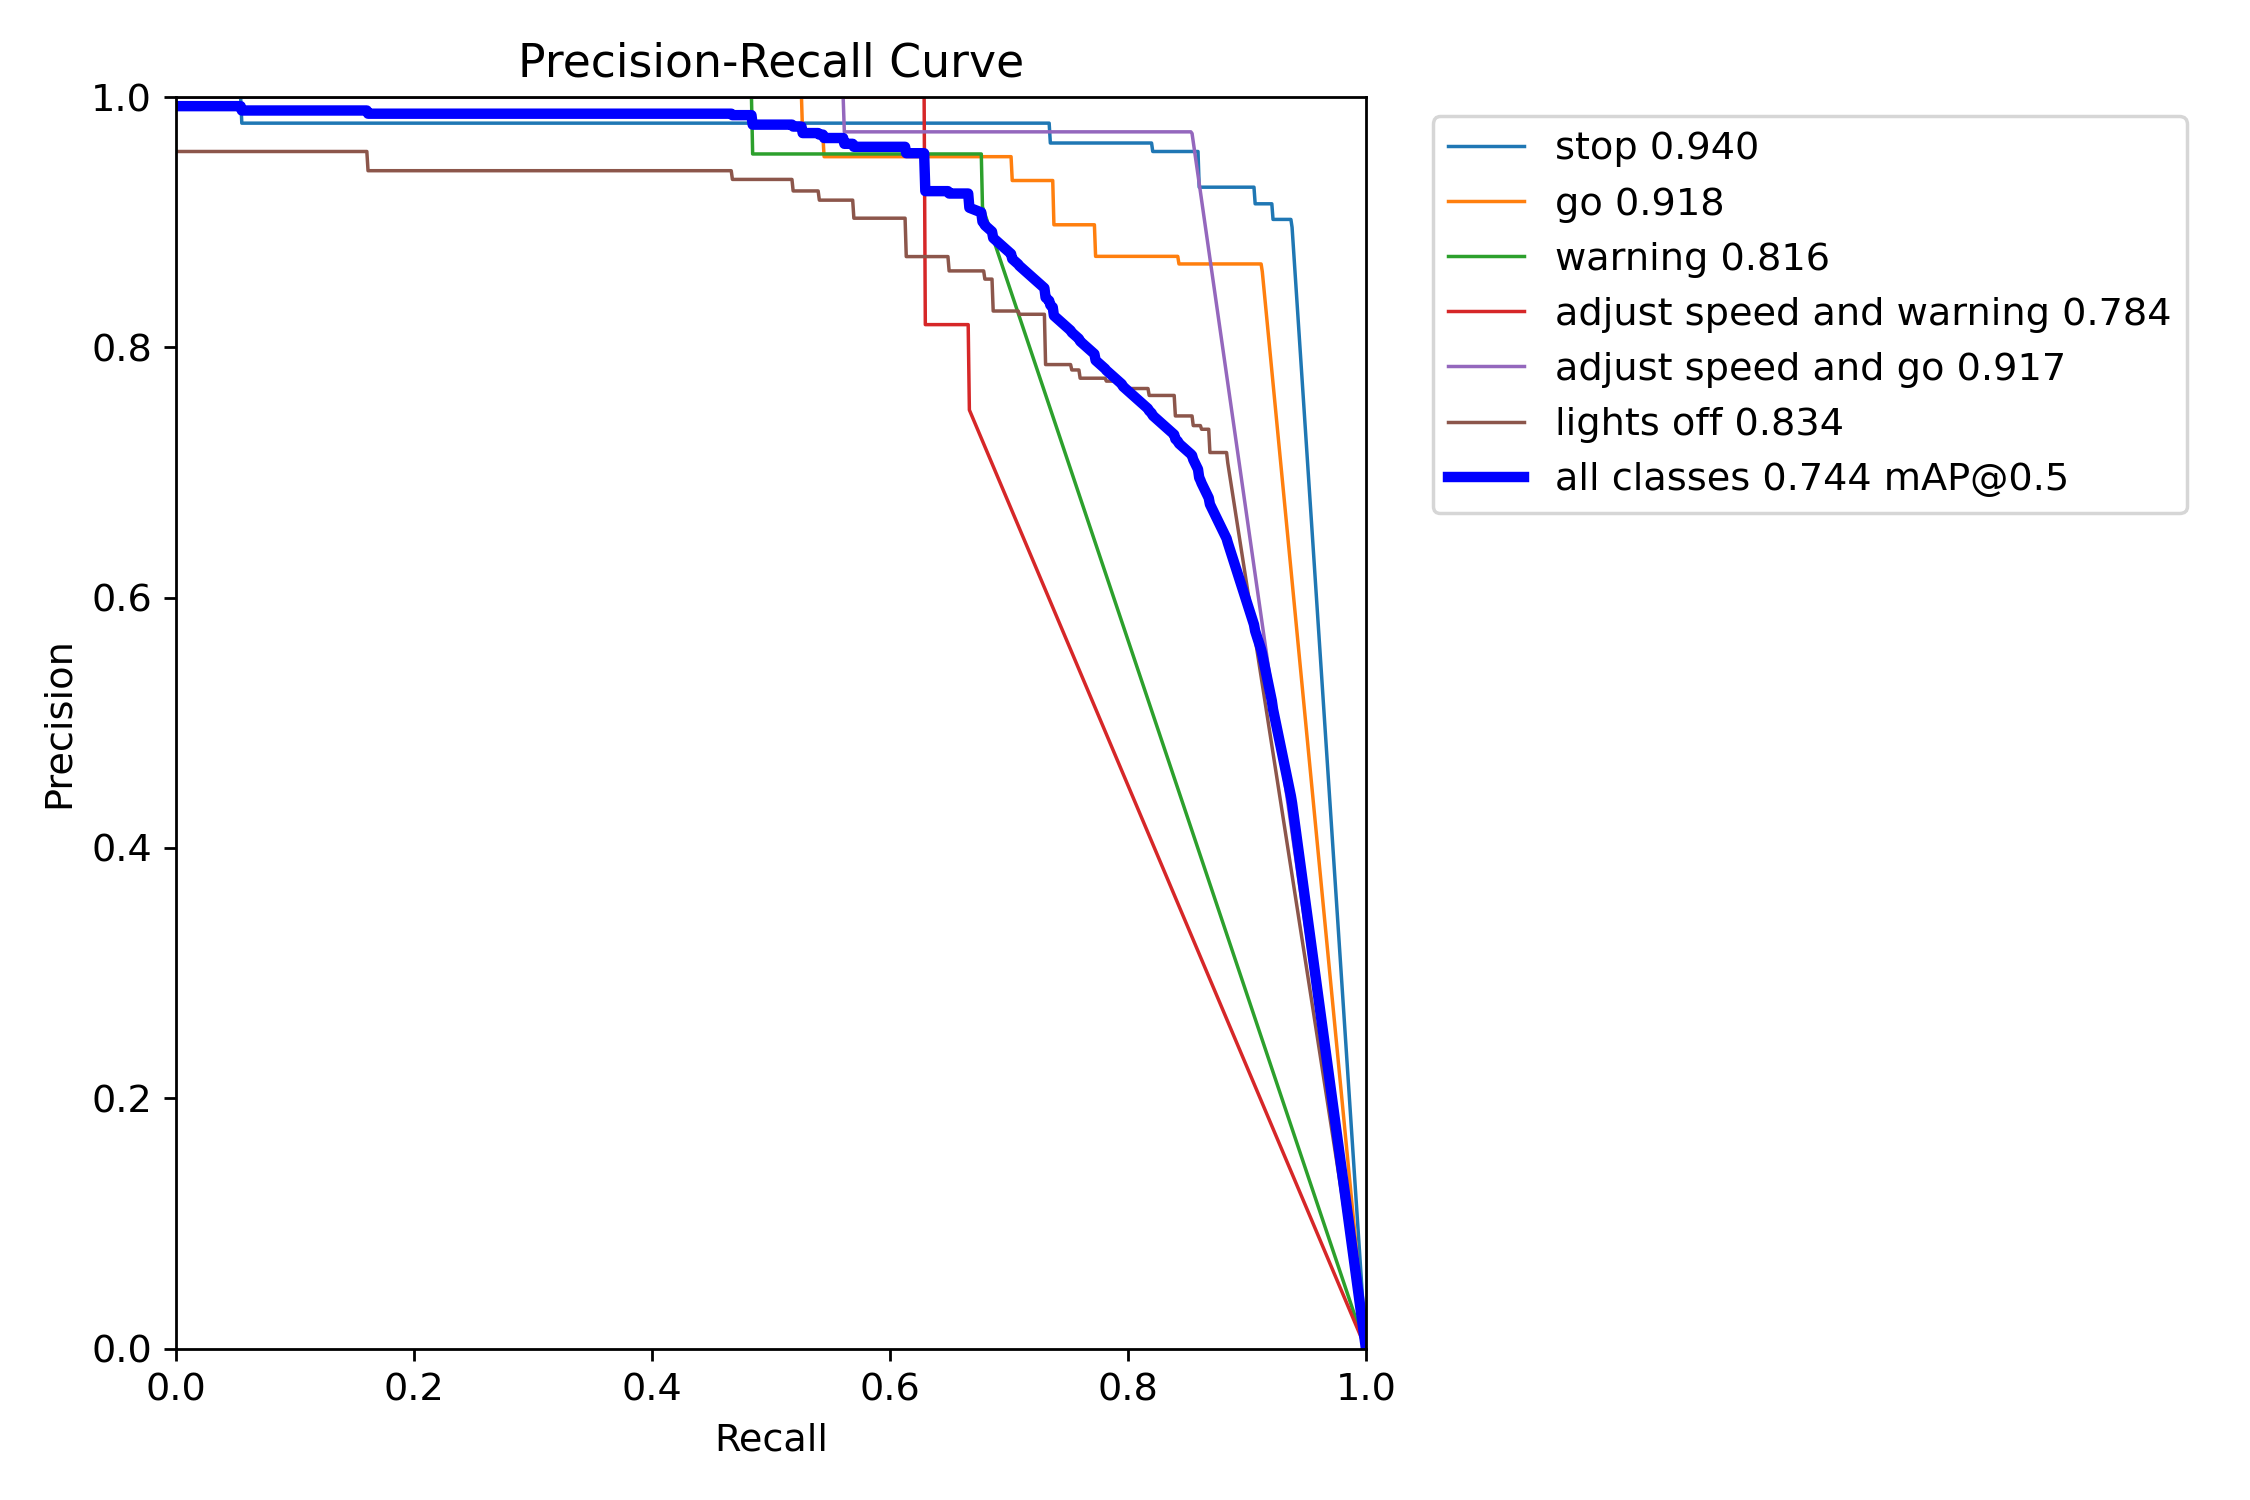 Precision-Recall Curve
1.0
0.8
0.6
0.4
0.2
0.0
Precision
0.0 0.2 0.4 0.6 0.8 1.0
Recall
stop 0.940
go 0.918
warning 0.816
adjust speed and warning 0.784
adjust speed and go 0.917
lights off 0.834
all classes 0.744 mAP@0.5